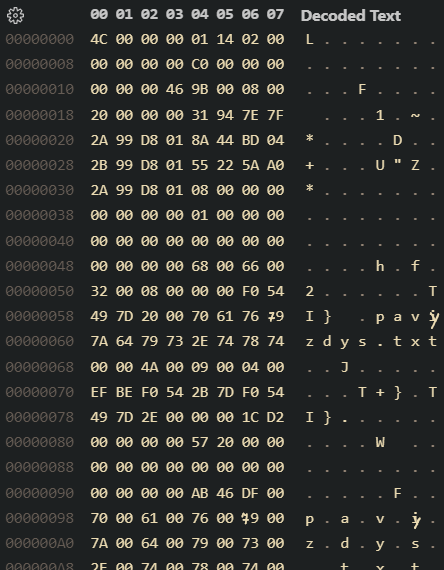 00 01 02 03 04 05 06 07 Decoded Text
00000000 4C 00 00 00 01 14 02 00 L . . . . . . .
00000008 00 00 00 00 C0 00 00 00 . . . . . . . .
00000010 00 00 00 46 9B 00 08 00 . . . F . . . .
00000018 20 00 00 00 31 94 7E 7F . . . 1 . ~ .
00000020 2A 99 D8 01 8A 44 BD 04 * . . . . D . .
00000028 2B 99 D8 01 55 22 5A A0 + . . . U " Z .
00000030 2A 99 D8 01 08 00 00 00 * . . . . . . .
00000038 00 00 00 00 01 00 00 00 . . . . . . . .
00000040 00 00 00 00 00 00 00 00 . . . . . . . .
00000048 00 00 00 00 68 00 66 00 . . . . h . f .
00000050 32 00 08 00 00 00 F0 54 2 . . . . . . T
00000058 49 7D 20 00 70 61 76 79 I } . p a v y
00000060 7A 64 79 73 2E 74 78 74 z d y s . t x t
00000068 00 00 4A 00 09 00 04 00 . . J . . . . .
00000070 EF BE F0 54 2B 7D F0 54 . . . T + } . T
00000078 49 7D 2E 00 00 00 1C D2 I } . . . . . .
00000080 00 00 00 00 57 20 00 00 . . . . W . .
00000088 00 00 00 00 00 00 00 00 . . . . . . . .
00000090 00 00 00 00 AB 46 DF 00 . . . . . F . .
00000098 70 00 61 00 76 00 79 00 p . a . v . y .
000000A0 7A 00 64 00 79 00 73 00 z . d . y . s .
000000A8 2E 00 74 00 78 00 74 00 . . t . x . t .